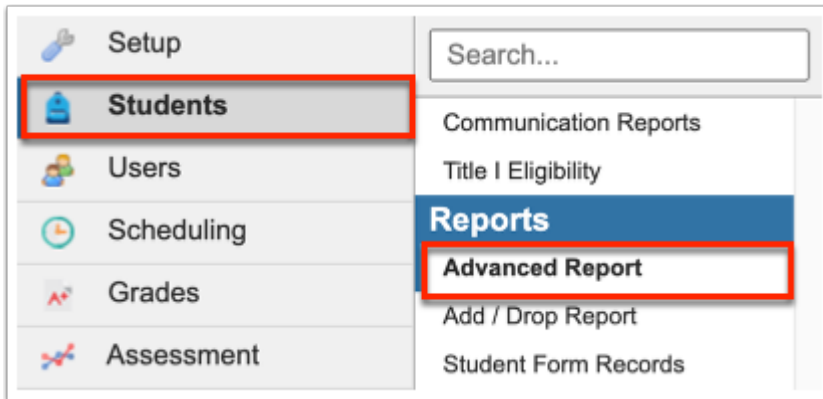 Setup
Students
Users
Scheduling
Grades
Assessment
Search...
Communication Reports
Title I Eligibility
Reports
Advanced Report
Add / Drop Report
Student Form Records